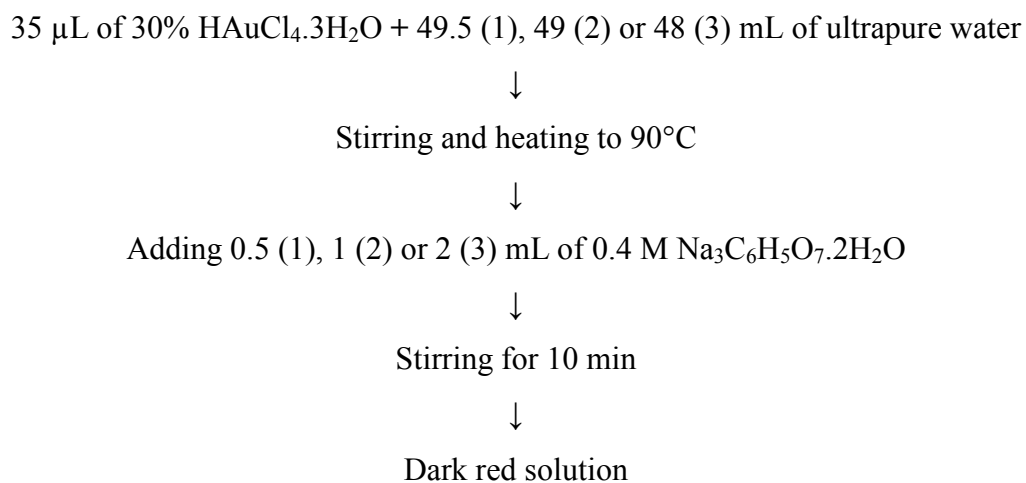 35 µL of 30% HAuCl₄.3H₂O + 49.5 (1), 49 (2) or 48 (3) mL of ultrapure water
↓
Stirring and heating to 90°C
↓
Adding 0.5 (1), 1 (2) or 2 (3) mL of 0.4 M Na₃C₆H₅O₇.2H₂O
↓
Stirring for 10 min
↓
Dark red solution